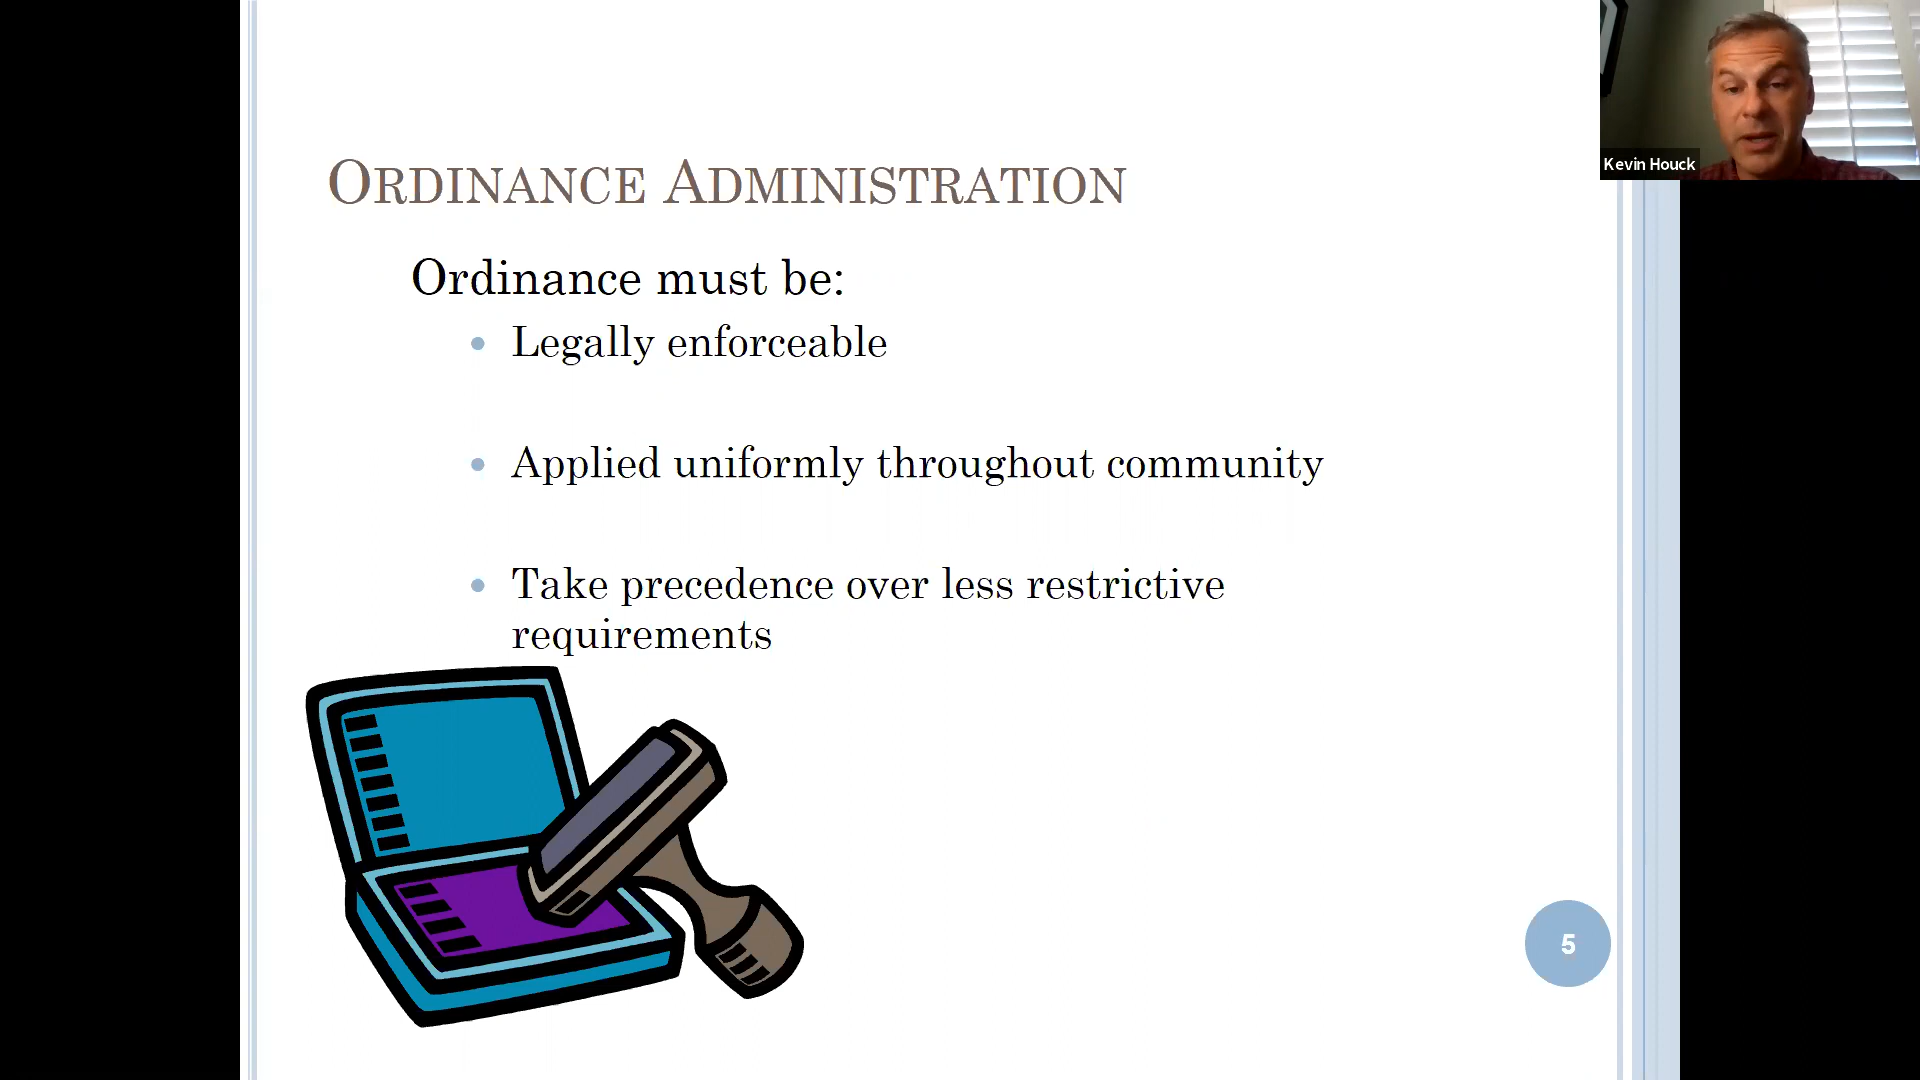 Kevin Houck
ORDINANCE ADMINISTRATION
Ordinance must be:
• Legally enforceable
• Applied uniformly throughout community
• Take precedence over less restrictive
requirements
5